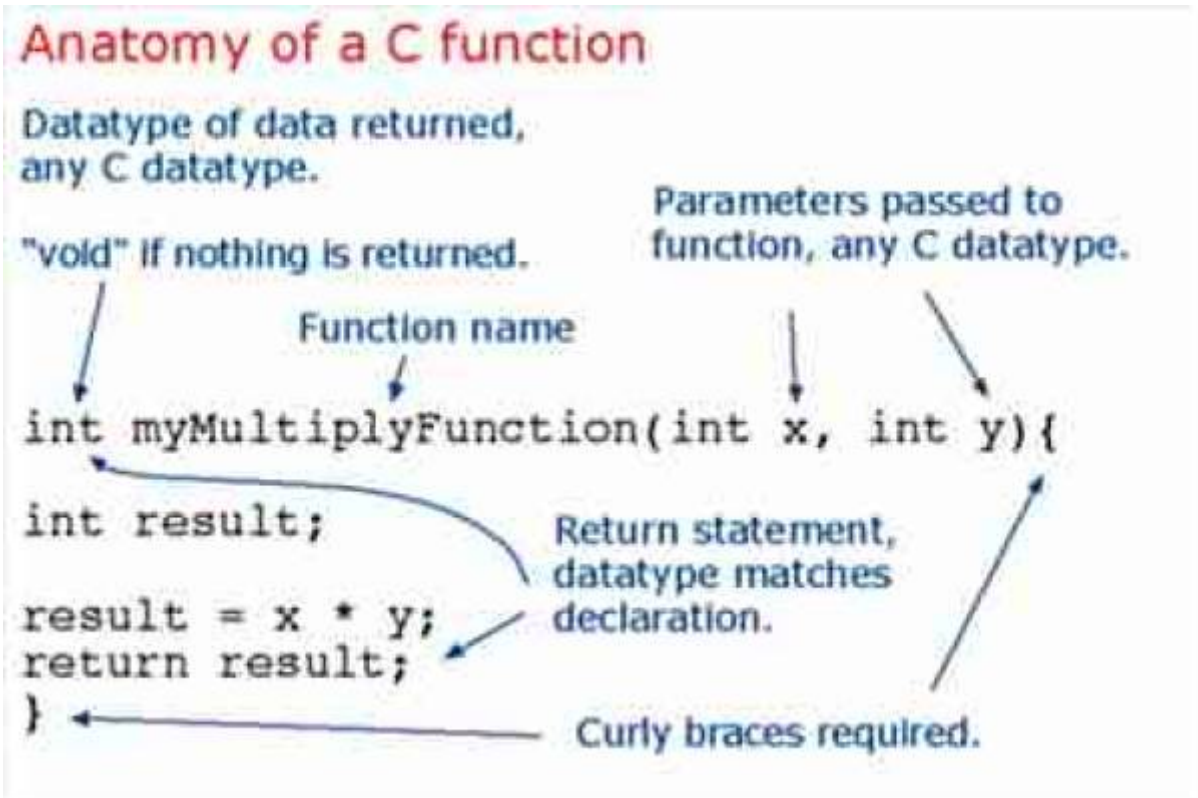 Anatomy of a C function
Datatype of data returned,
any C datatype.
"void" if nothing is returned.
Parameters passed to
function, any C datatype.
Function name
int myMultiplyFunction(int x, int y){
int result;
Return statement,
datatype matches
declaration.
result = x * y;
return result;
}
Curly braces required.